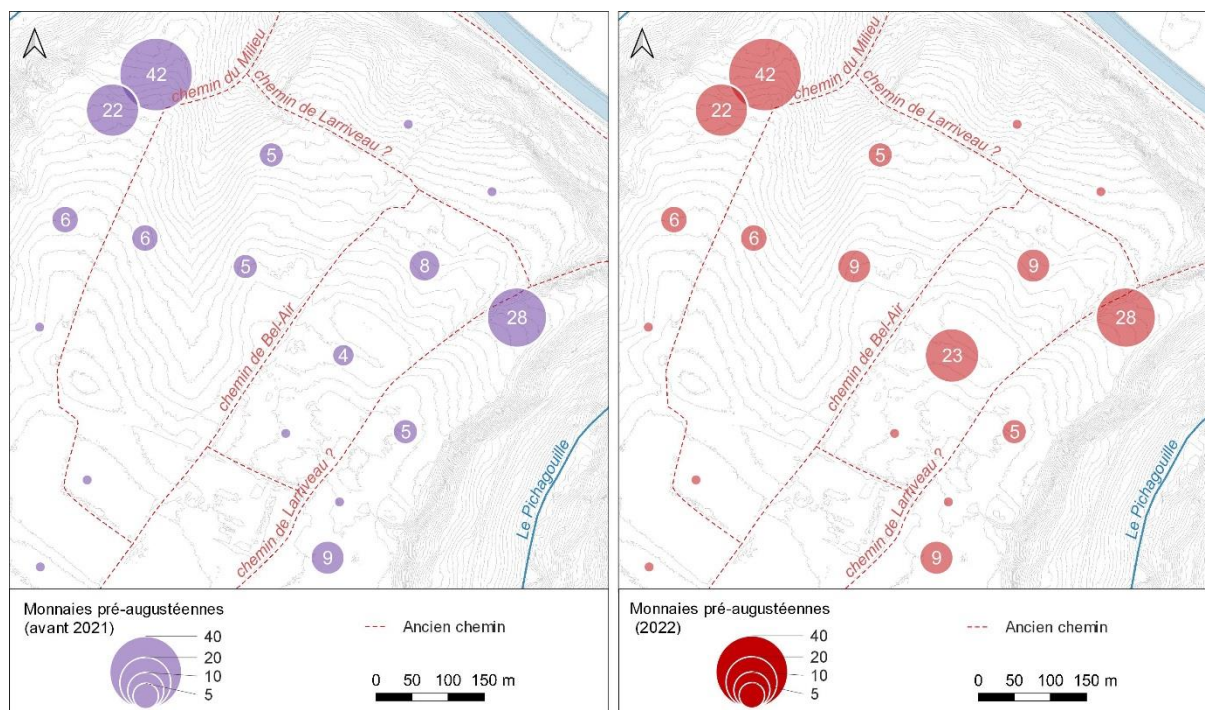 42
22
chemin du Milieu
chemin de Larriveau ?
5
6
6
5
8
28
chemin de Bel-Air
4
5
chemin de Larriveau ?
9
Le Pichagouille
Monnaies pré-augustéennes
(avant 2021)
40
20
10
5
Ancien chemin
0 50 100 150 m
42
22
chemin du Milieu
chemin de Larriveau ?
5
6
6
9
9
28
chemin de Bel-Air
23
5
chemin de Larriveau ?
9
Le Pichagouille
Monnaies pré-augustéennes
(2022)
40
20
10
5
Ancien chemin
0 50 100 150 m